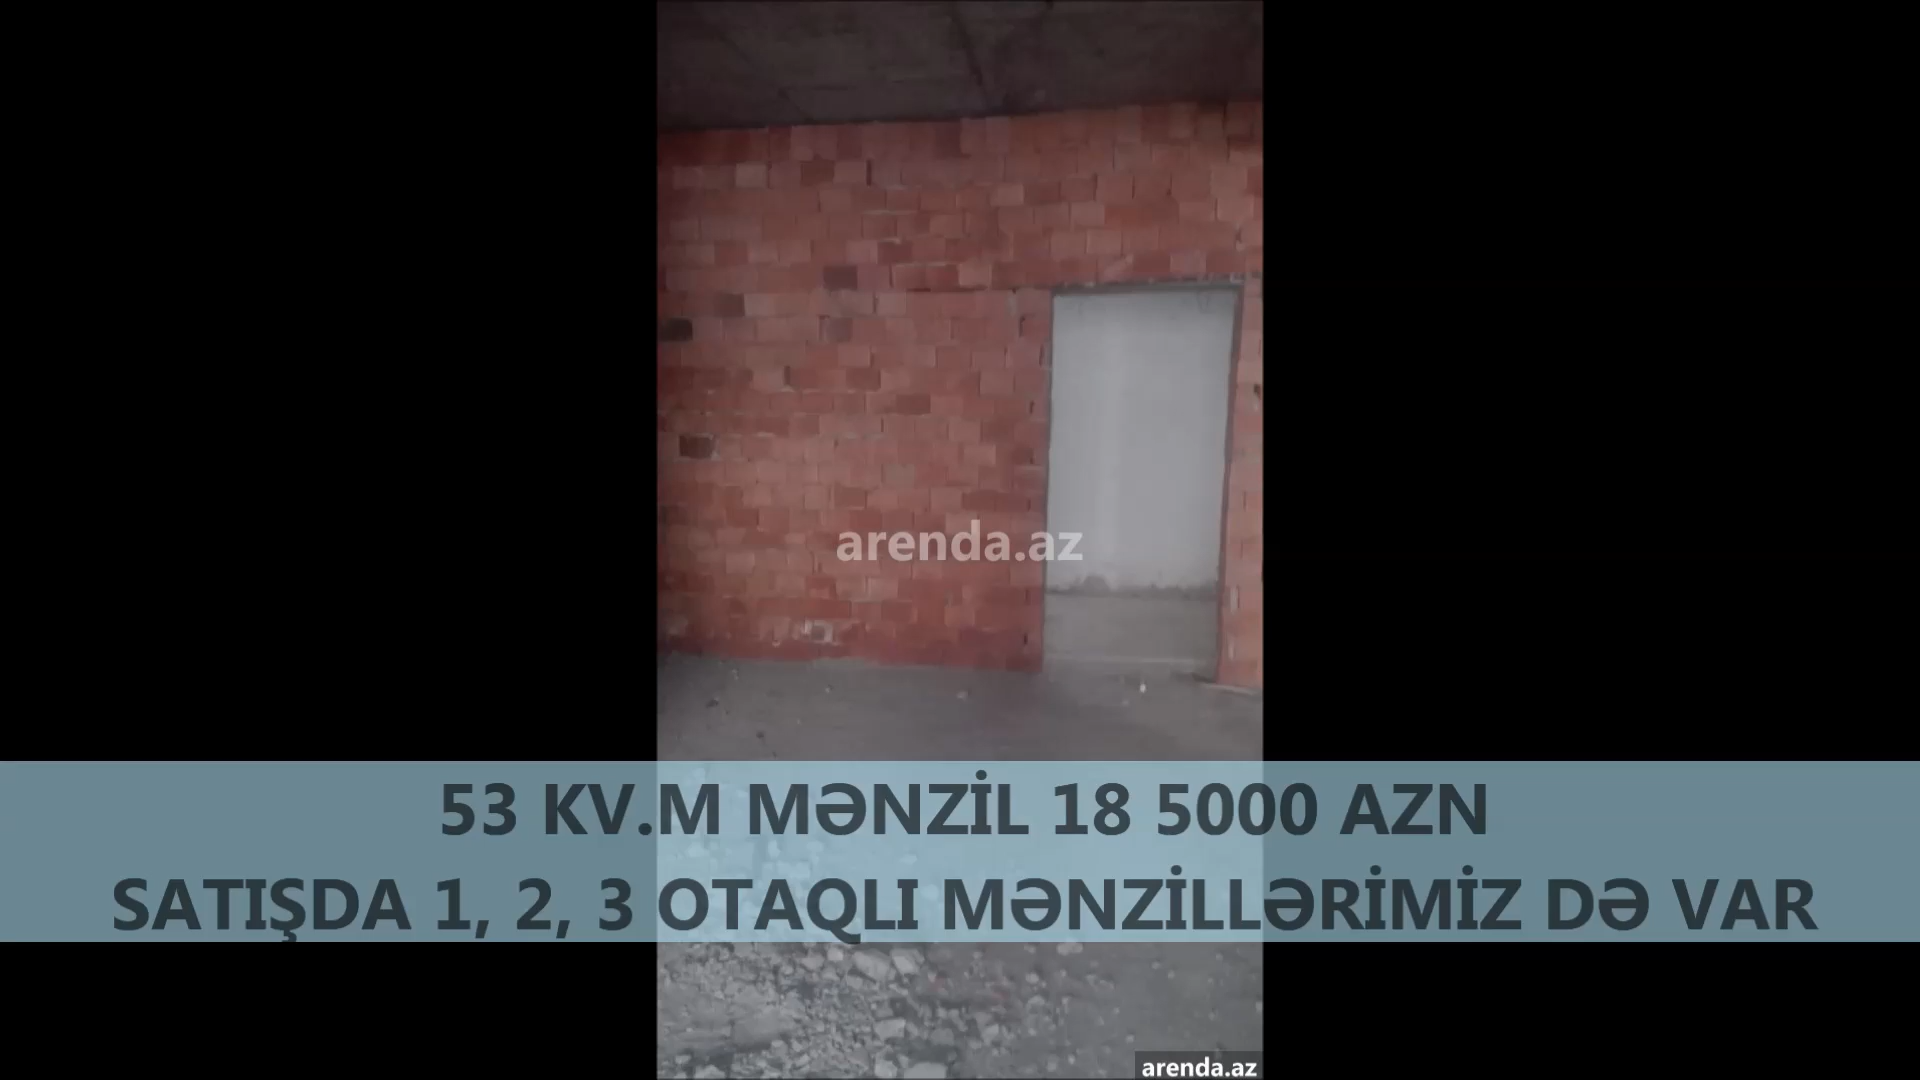 arenda.az
53 KV.M MƏNZİL 18 5000 AZN
SATIŞDA 1, 2, 3 OTAQLI MƏNZİLLƏRİMİZ DƏ VAR
arenda.az